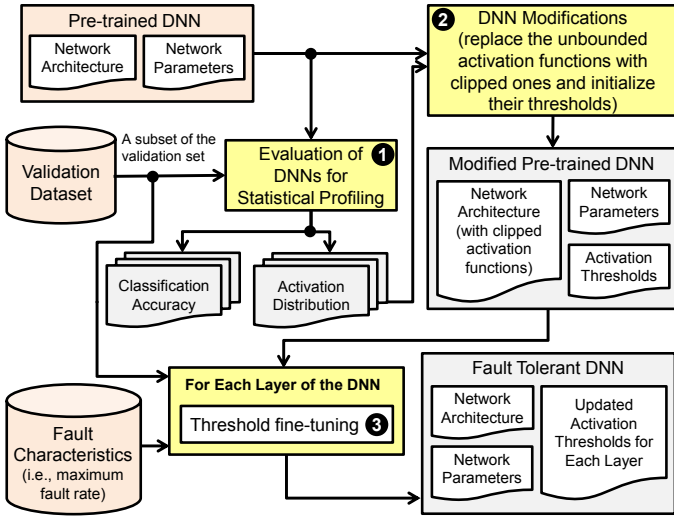 Pre-trained DNN
Network
Architecture
Network
Parameters
2
DNN Modifications
(replace the unbounded
activation functions with
clipped ones and initialize
their thresholds)
A subset of the
validation set
Validation
Dataset
1
Evaluation of
DNNs for
Statistical Profiling
Modified Pre-trained DNN
Network
Architecture
(with clipped
activation
functions)
Network
Parameters
Activation
Thresholds
Classification
Accuracy
Activation
Distribution
For Each Layer of the DNN
Threshold fine-tuning 3
Fault
Characteristics
(i.e., maximum
fault rate)
Fault Tolerant DNN
Network
Architecture
Network
Parameters
Updated
Activation
Thresholds for
Each Layer